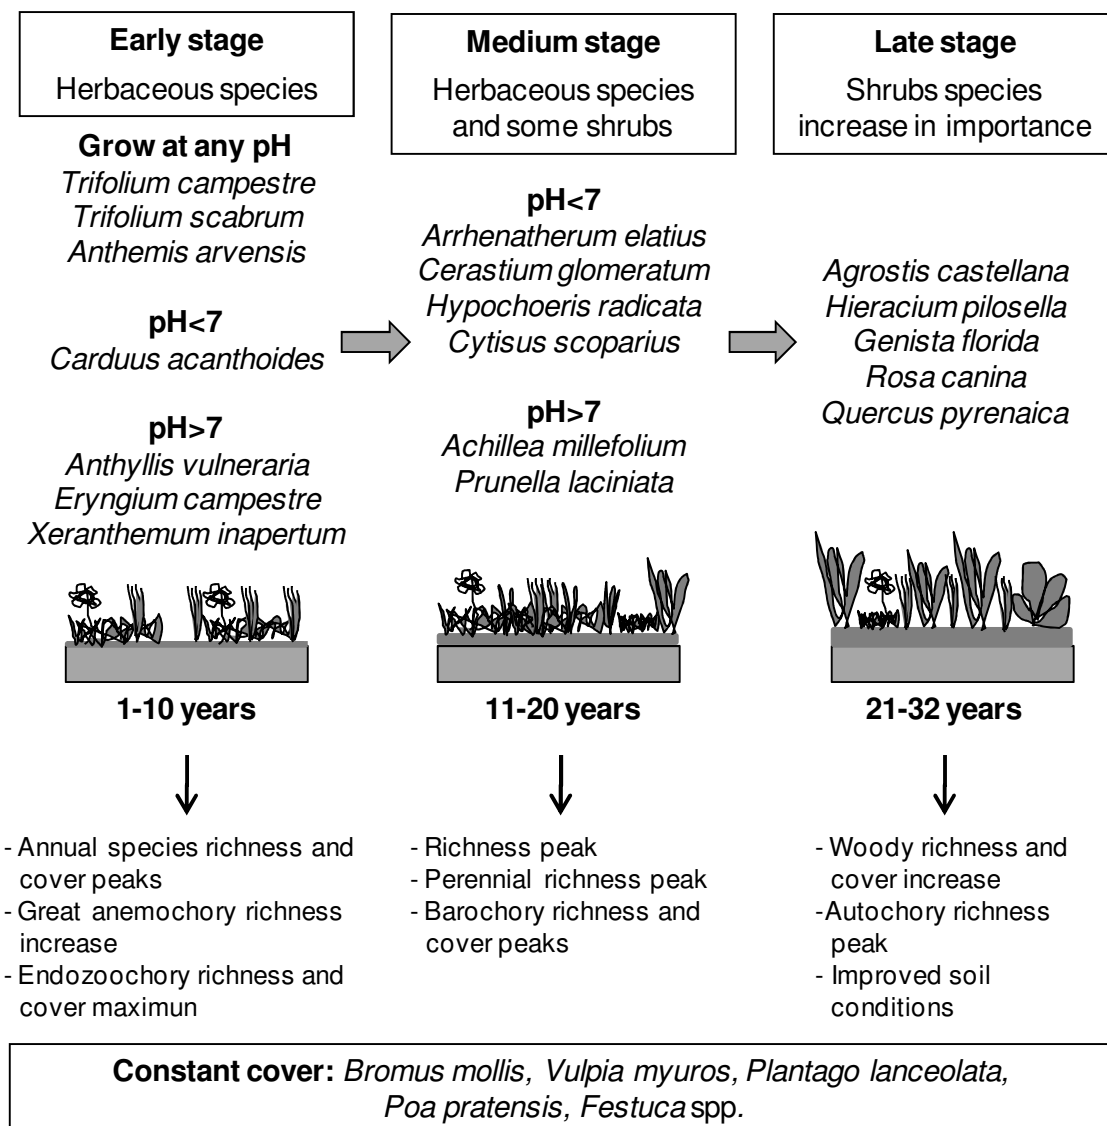 Early stage
Herbaceous species
Grow at any pH
Trifolium campestre
Trifolium scabrum
Anthemis arvensis
pH<7
Carduus acanthoides
pH>7
Anthyllis vulneraria
Eryngium campestre
Xeranthemum inapertum
1-10 years
- Annual species richness and
cover peaks
- Great anemochory richness
increase
- Endozoochory richness and
cover maximun
Medium stage
Herbaceous species
and some shrubs
pH<7
Arrhenatherum elatius
Cerastium glomeratum
Hypochoeris radicata
Cytisus scoparius
pH>7
Achillea millefolium
Prunella laciniata
11-20 years
- Richness peak
- Perennial richness peak
- Barochory richness and
cover peaks
Late stage
Shrubs species
increase in importance
Agrostis castellana
Hieracium pilosella
Genista florida
Rosa canina
Quercus pyrenaica
21-32 years
- Woody richness and
cover increase
-Autochory richness
peak
- Improved soil
conditions
Constant cover: Bromus mollis, Vulpia myuros, Plantago lanceolata,
Poa pratensis, Festuca spp.